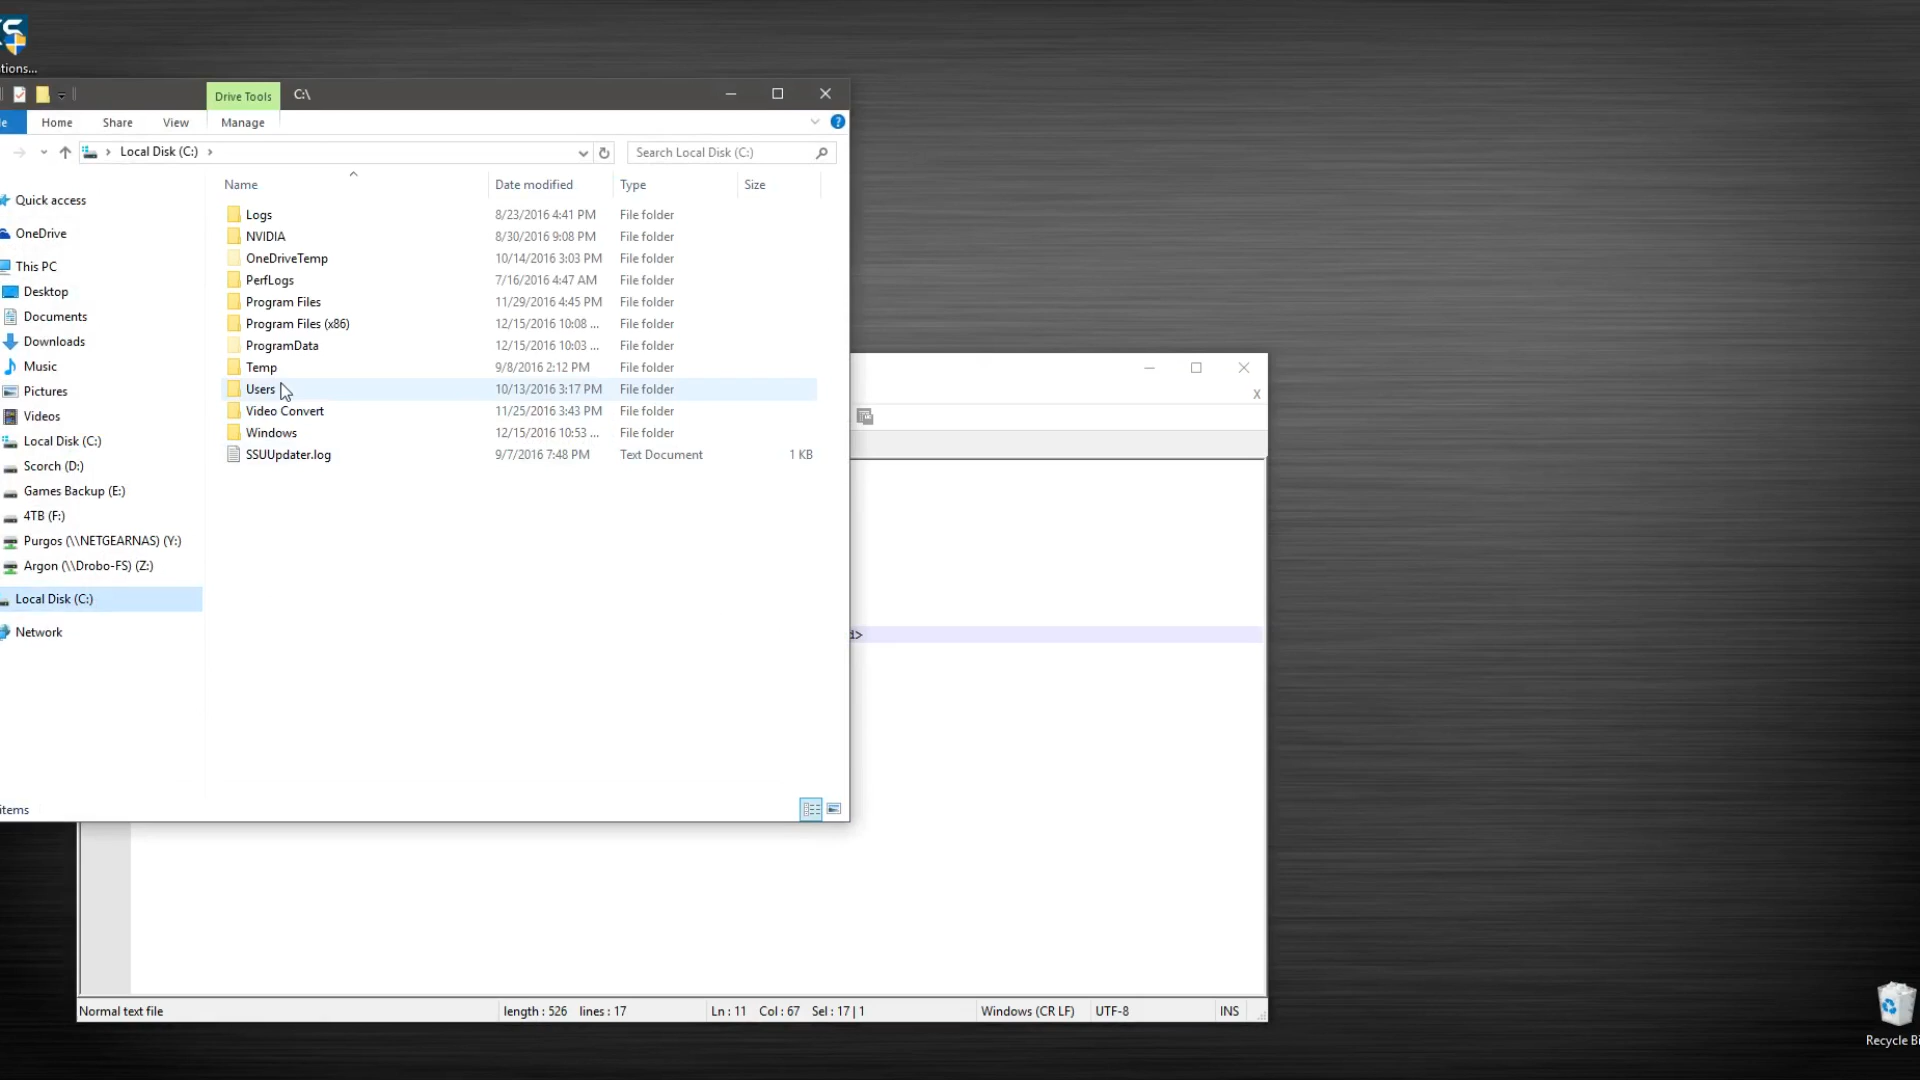 tions...
Drive Tools
C:\
Home
Share
View
Manage
Local Disk (C:)
Search Local Disk (C:)
Name
Date modified
Type
Size
Quick access
OneDrive
This PC
Desktop
Documents
Downloads
Music
Pictures
Videos
Local Disk (C:)
Scorch (D:)
Games Backup (E:)
4TB (F:)
Purgos (\\NETGEARNAS) (Y:)
Argon (\\Drobo-FS) (Z:)
Local Disk (C:)
Network
Logs 8/23/2016 4:41 PM File folder
NVIDIA 8/30/2016 9:08 PM File folder
OneDriveTemp 10/14/2016 3:03 PM File folder
PerfLogs 7/16/2016 4:47 AM File folder
Program Files 11/29/2016 4:45 PM File folder
Program Files (x86) 12/15/2016 10:08 ... File folder
ProgramData 12/15/2016 10:03 ... File folder
Temp 9/8/2016 2:12 PM File folder
Users 10/13/2016 3:17 PM File folder
Video Convert 11/25/2016 3:43 PM File folder
Windows 12/15/2016 10:53 ... File folder
SSUUpdater.log 9/7/2016 7:48 PM Text Document 1 KB
items
d>
Normal text file
length : 526 lines : 17
Ln : 11 Col : 67 Sel : 17 | 1
Windows (CR LF)
UTF-8
INS
Recycle Bi